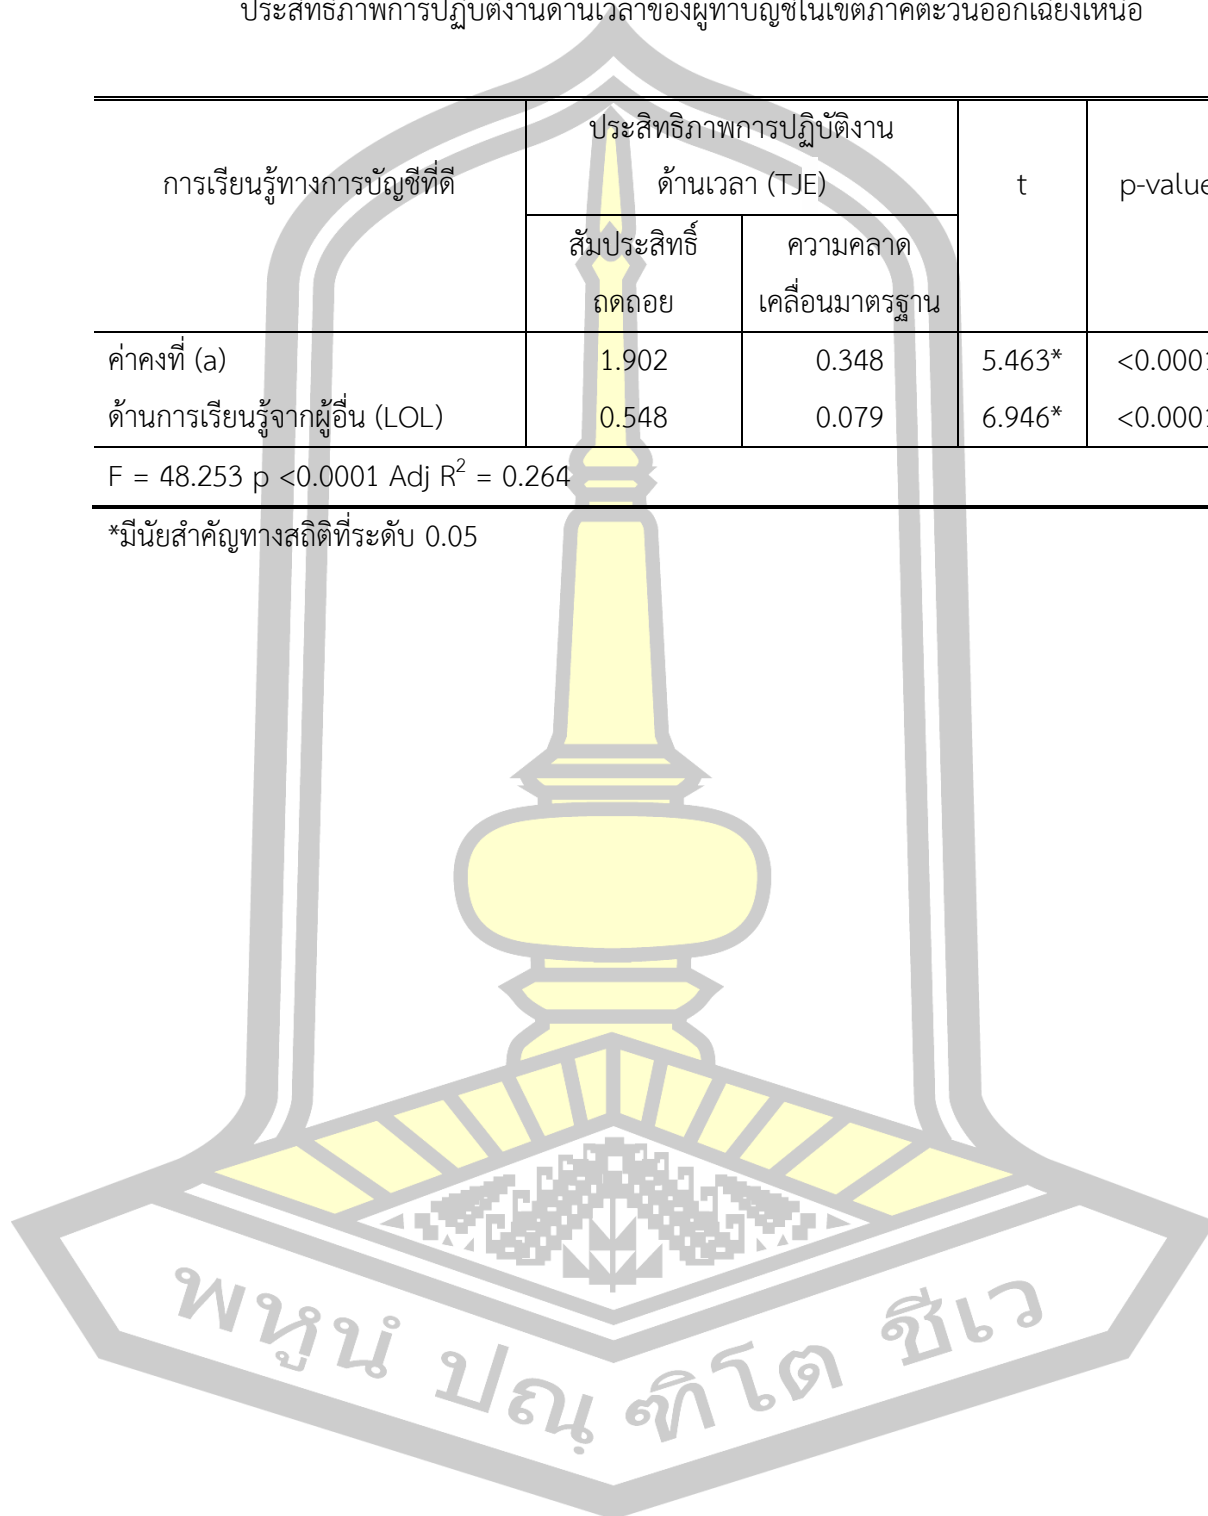 ประสิทธิภาพการปฏิบัติงานด้านเวลาของผู้ทำบัญชีในเขตภาคตะวันออกเฉียงเหนือ
การเรียนรู้ทางการบัญชีที่ดี
ประสิทธิภาพการปฏิบัติงาน
ด้านเวลา (TJE)
t
p-value
สัมประสิทธิ์
ถดถอย
ความคลาด
เคลื่อนมาตรฐาน
ค่าคงที่ (a) 1.902 0.348 5.463* <0.0001
ด้านการเรียนรู้จากผู้อื่น (LOL) 0.548 0.079 6.946* <0.0001
F = 48.253 p <0.0001 Adj R² = 0.264
*มีนัยสำคัญทางสถิติที่ระดับ 0.05
พหูนํ ปณฺฑิโต ชีเว